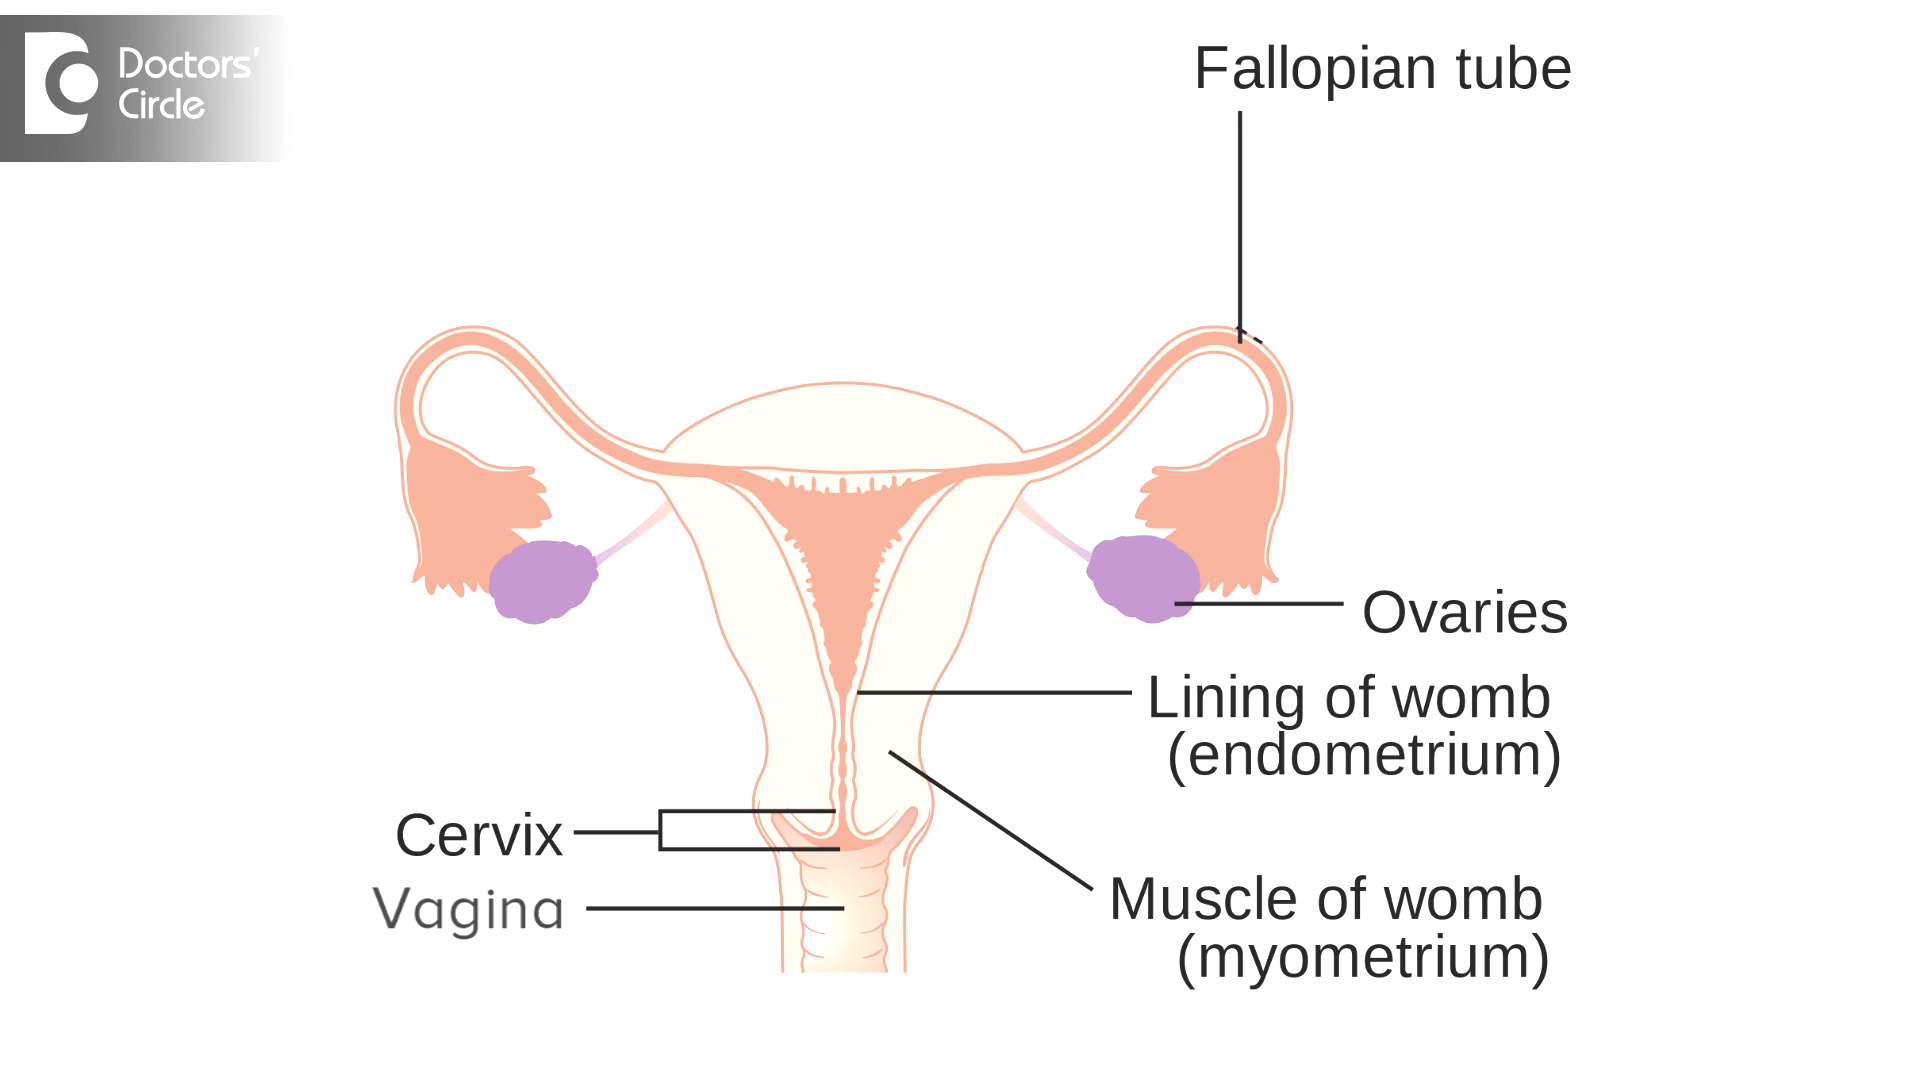 Doctors'
Circle
Fallopian tube
Ovaries
Lining of womb
(endometrium)
Cervix
Vagina
Muscle of womb
(myometrium)